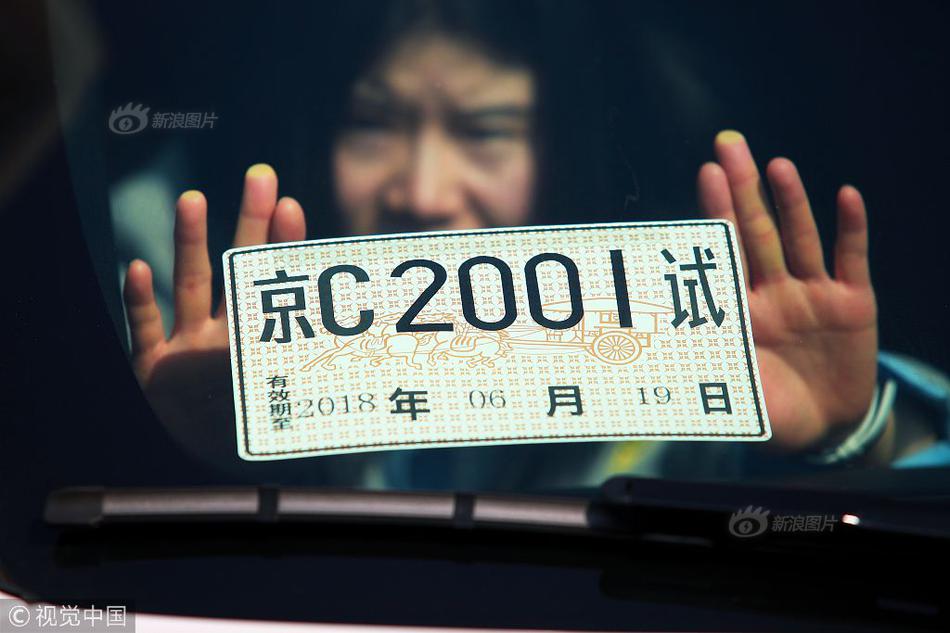 新浪图片
京C2001试
有效期至2018年06月19日
新浪图片
© 视觉中国